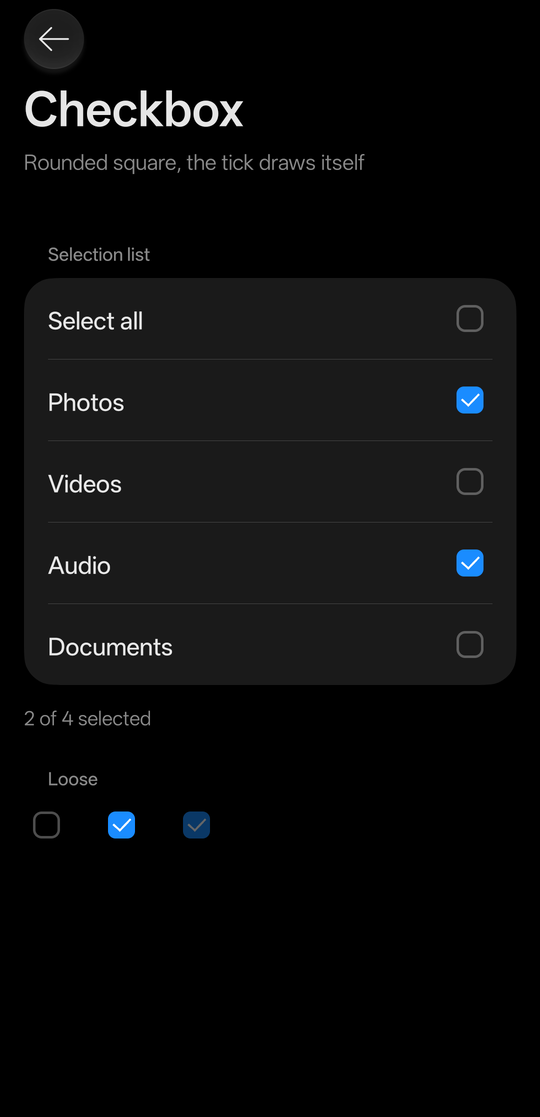 Checkbox
Rounded square, the tick draws itself
Selection list
Select all
Photos
Videos
Audio
Documents
2 of 4 selected
Loose